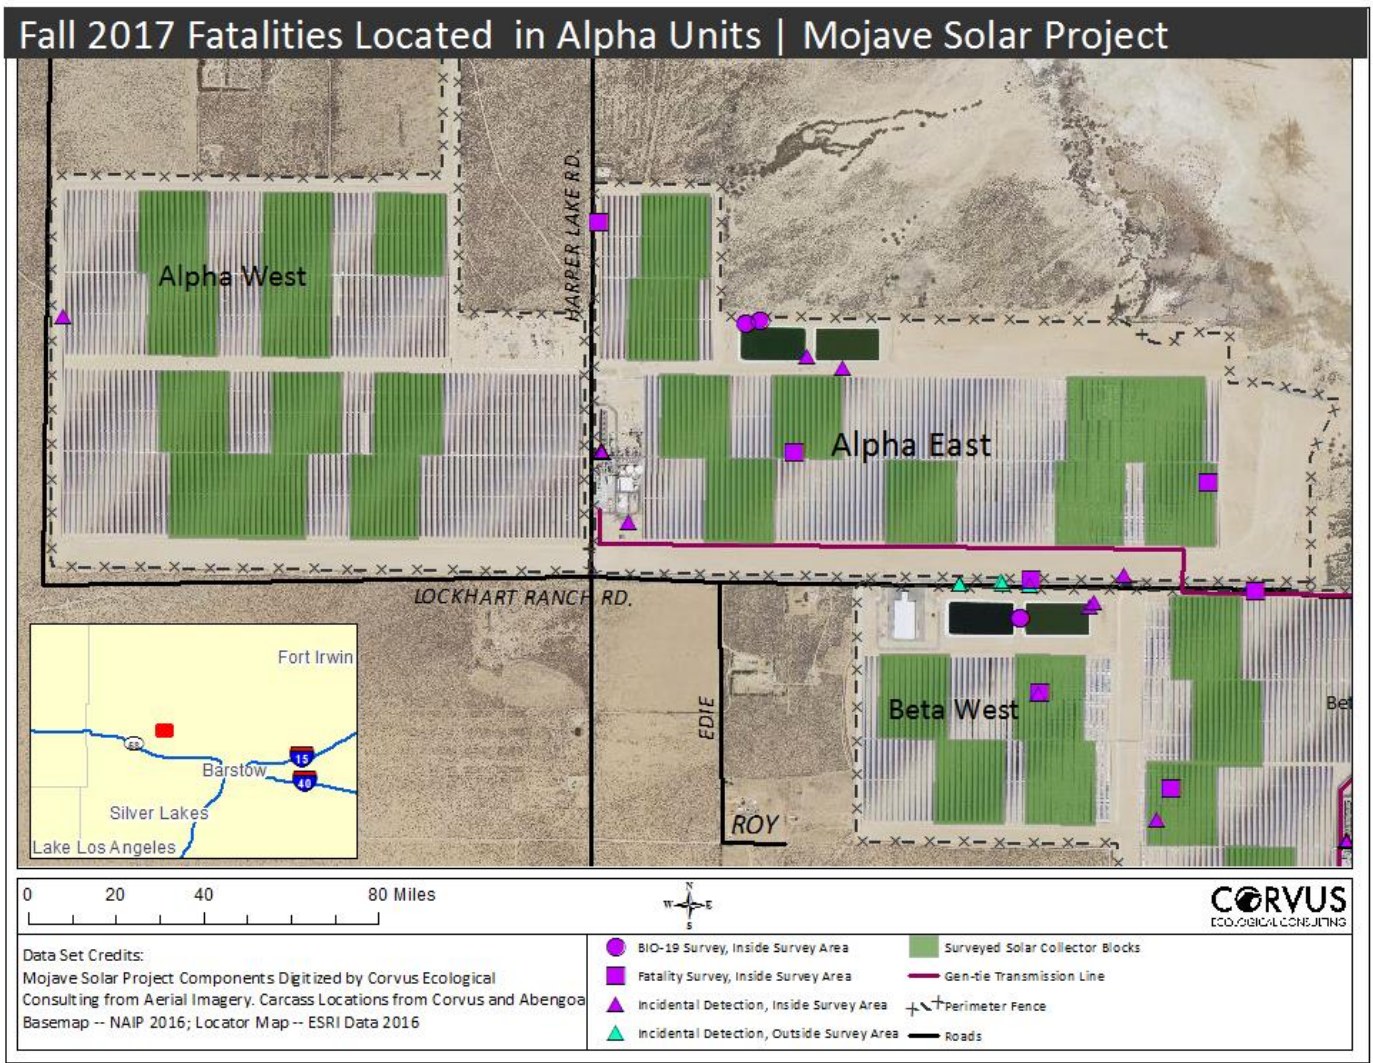 Fall 2017 Fatalities Located in Alpha Units | Mojave Solar Project
HARPER LAKE RD.
Alpha West
Alpha East
LOCKHART RANCH RD.
EDIE
Beta West
Bet
ROY
Fort Irwin
58
15
Barstow
40
Silver Lakes
Lake Los Angeles
0 20 40 80 Miles
N
W E
S
CORVUS
ECOLOGICAL CONSULTING
Data Set Credits:
Mojave Solar Project Components Digitized by Corvus Ecological
Consulting from Aerial Imagery. Carcass Locations from Corvus and Abengoa
Basemap -- NAIP 2016; Locator Map -- ESRI Data 2016
BIO-19 Survey, Inside Survey Area
Fatality Survey, Inside Survey Area
Incidental Detection, Inside Survey Area
Incidental Detection, Outside Survey Area
Surveyed Solar Collector Blocks
Gen-tie Transmission Line
Perimeter Fence
Roads